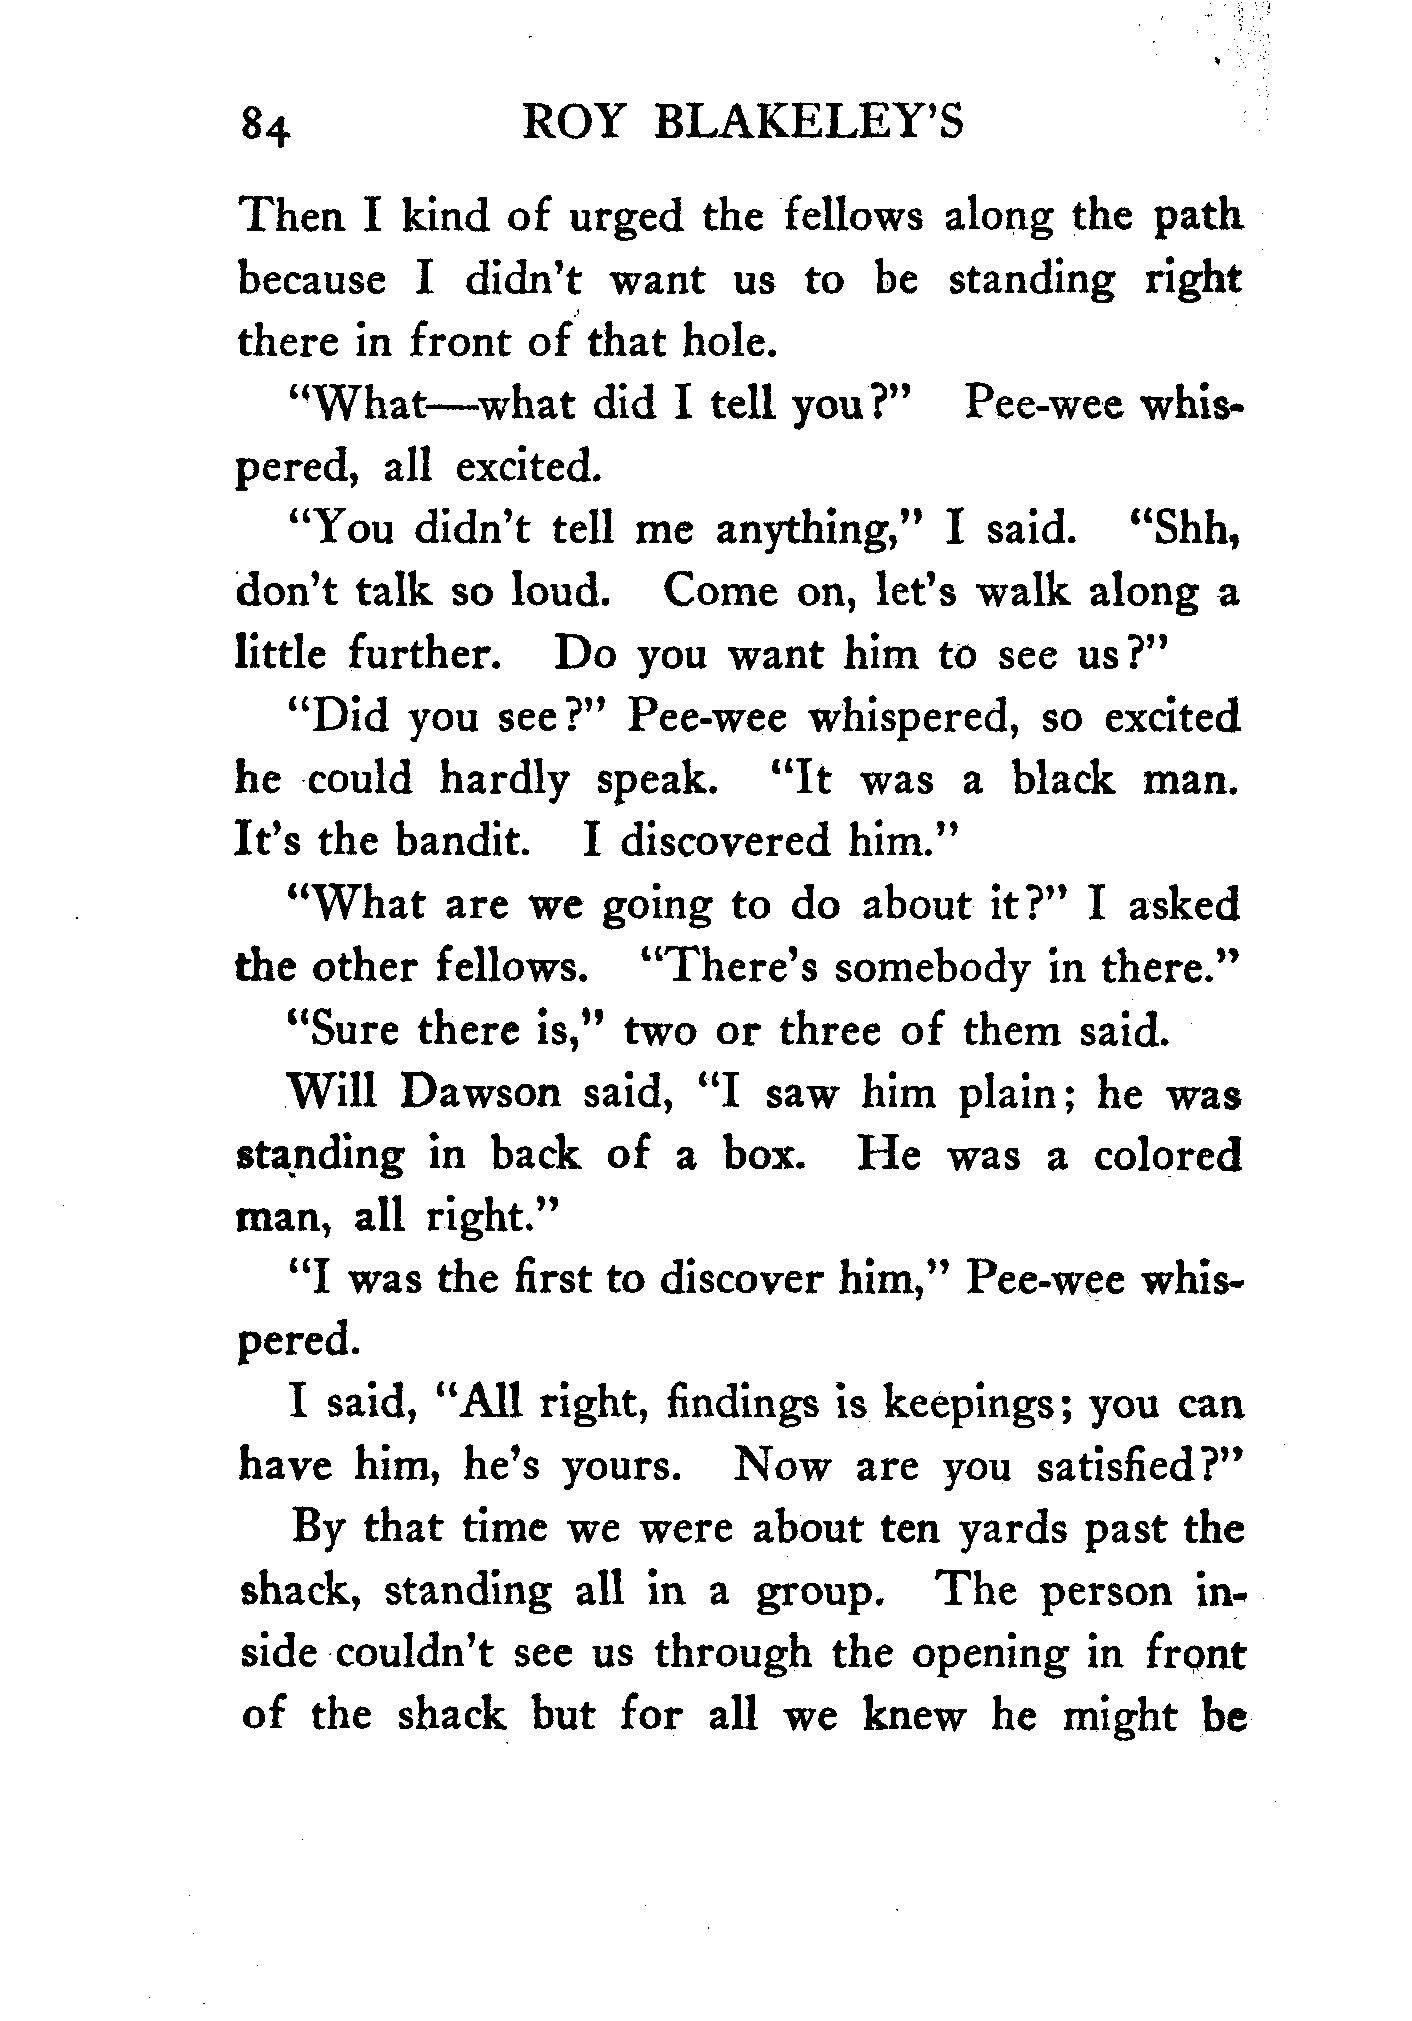 84 ROY BLAKELEY'S
Then I kind of urged the fellows along the path
because I didn't want us to be standing right
there in front of that hole.
"What—what did I tell you?" Pee-wee whis-
pered, all excited.
"You didn't tell me anything," I said. "Shh,
don't talk so loud. Come on, let's walk along a
little further. Do you want him to see us?"
"Did you see?" Pee-wee whispered, so excited
he could hardly speak. "It was a black man.
It's the bandit. I discovered him."
"What are we going to do about it?" I asked
the other fellows. "There's somebody in there."
"Sure there is," two or three of them said.
Will Dawson said, "I saw him plain; he was
standing in back of a box. He was a colored
man, all right."
"I was the first to discover him," Pee-wee whis-
pered.
I said, "All right, findings is keepings; you can
have him, he's yours. Now are you satisfied?"
By that time we were about ten yards past the
shack, standing all in a group. The person in-
side couldn't see us through the opening in front
of the shack but for all we knew he might be